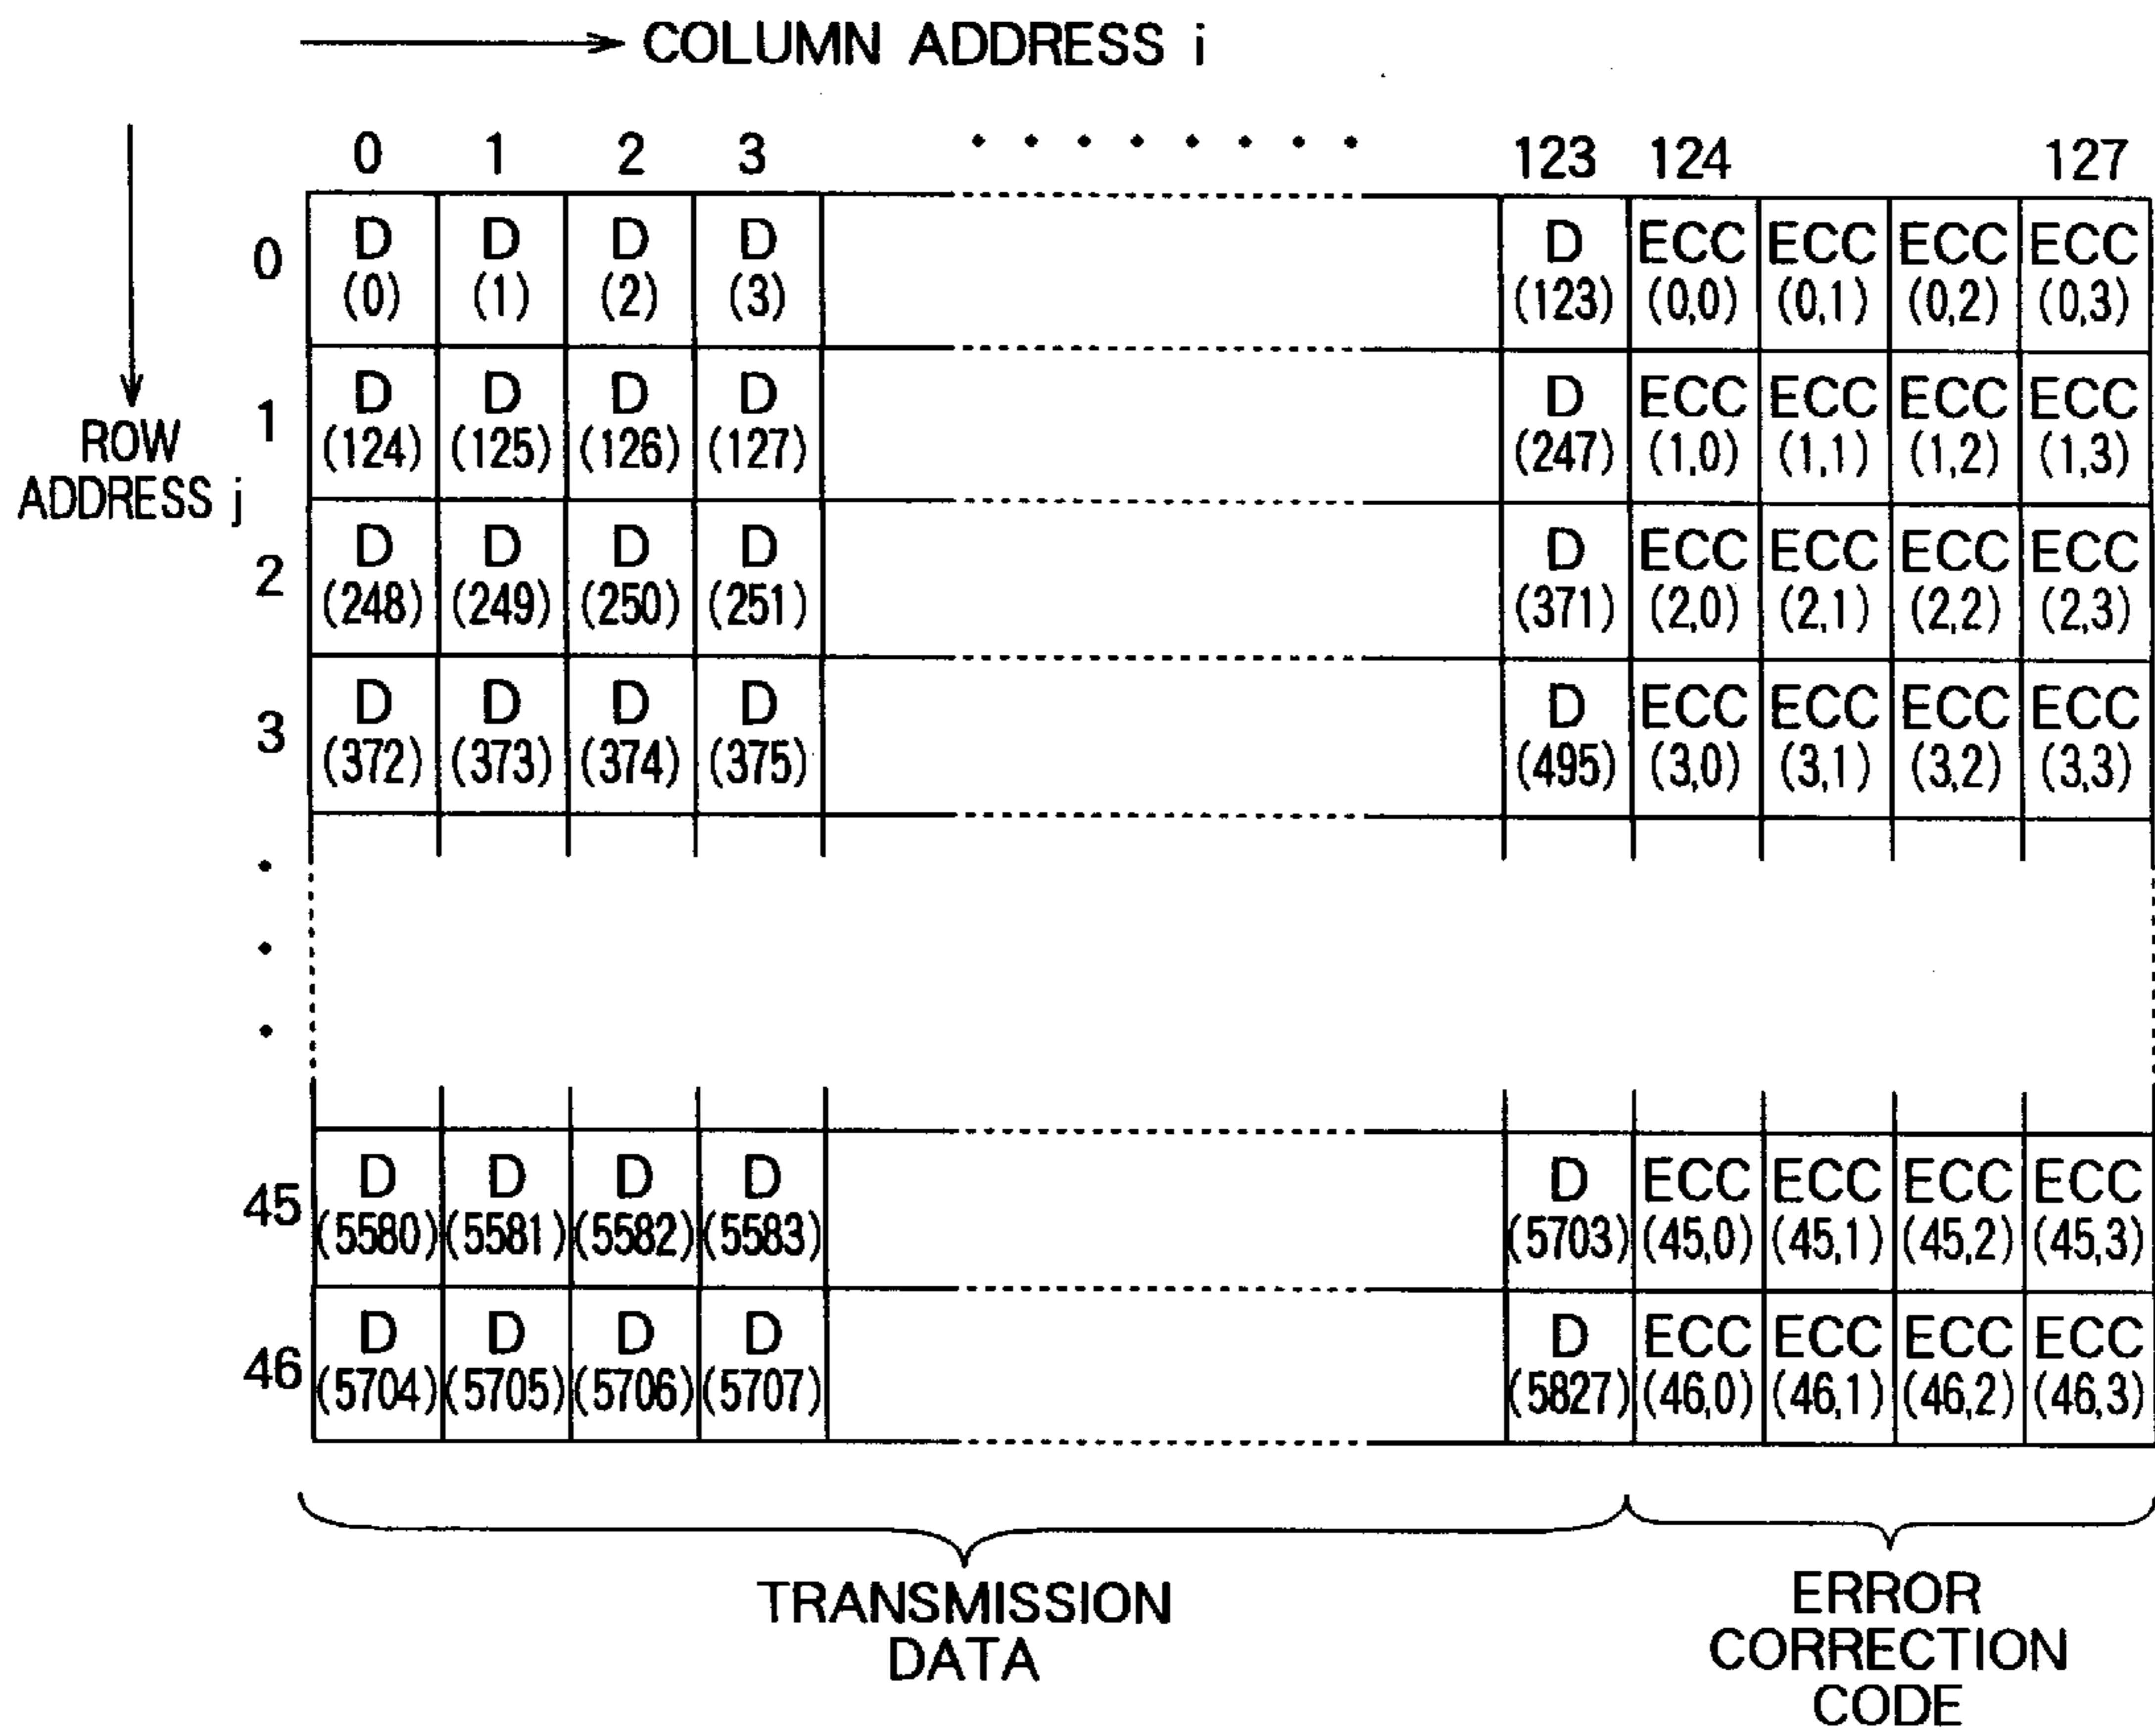 COLUMN ADDRESS i
0 1 2 3 ········ 123 124 127
ROW
ADDRESS j
0 D D D D D ECC ECC ECC ECC
(0) (1) (2) (3) (123) (0,0) (0,1) (0,2) (0,3)
1 D D D D D ECC ECC ECC ECC
(124) (125) (126) (127) (247) (1,0) (1,1) (1,2) (1,3)
2 D D D D D ECC ECC ECC ECC
(248) (249) (250) (251) (371) (2,0) (2,1) (2,2) (2,3)
3 D D D D D ECC ECC ECC ECC
(372) (373) (374) (375) (495) (3,0) (3,1) (3,2) (3,3)
·
·
·
45 D D D D D ECC ECC ECC ECC
(5580) (5581) (5582) (5583) (5703) (45,0) (45,1) (45,2) (45,3)
46 D D D D D ECC ECC ECC ECC
(5704) (5705) (5706) (5707) (5827) (46,0) (46,1) (46,2) (46,3)
TRANSMISSION
DATA
ERROR
CORRECTION
CODE